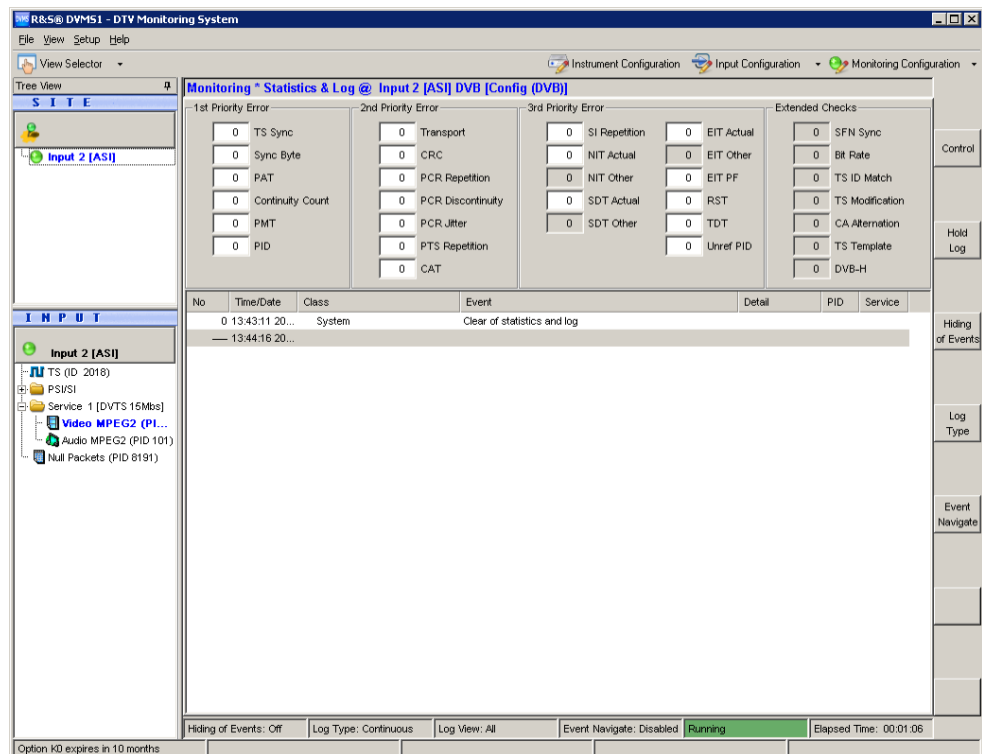 R&S® DVMS1 - DTV Monitoring System
File View Setup Help
View Selector
Instrument Configuration Input Configuration Monitoring Configuration
Tree View
SITE
Input 2 [ASI]
INPUT
Input 2 [ASI]
TS (ID 2018)
PSI/SI
Service 1 [DVTS 15Mbs]
Video MPEG2 (PI...
Audio MPEG2 (PID 101)
Null Packets (PID 8191)
Monitoring * Statistics & Log @ Input 2 [ASI] DVB [Config (DVB)]
1st Priority Error
0 TS Sync
0 Sync Byte
0 PAT
0 Continuity Count
0 PMT
0 PID
2nd Priority Error
0 Transport
0 CRC
0 PCR Repetition
0 PCR Discontinuity
0 PCR Jitter
0 PTS Repetition
0 CAT
3rd Priority Error
0 SI Repetition
0 NIT Actual
0 NIT Other
0 SDT Actual
0 SDT Other
0 EIT Actual
0 EIT Other
0 EIT PF
0 RST
0 TDT
0 Unref PID
Extended Checks
0 SFN Sync
0 Bit Rate
0 TS ID Match
0 TS Modification
0 CA Alternation
0 TS Template
0 DVB-H
No Time/Date Class Event Detail PID Service
0 13:43:11 20... System Clear of statistics and log
— 13:44:16 20...
Control
Hold
Log
Hiding
of Events
Log
Type
Event
Navigate
Hiding of Events: Off Log Type: Continuous Log View: All Event Navigate: Disabled Running Elapsed Time: 00:01:06
Option K0 expires in 10 months